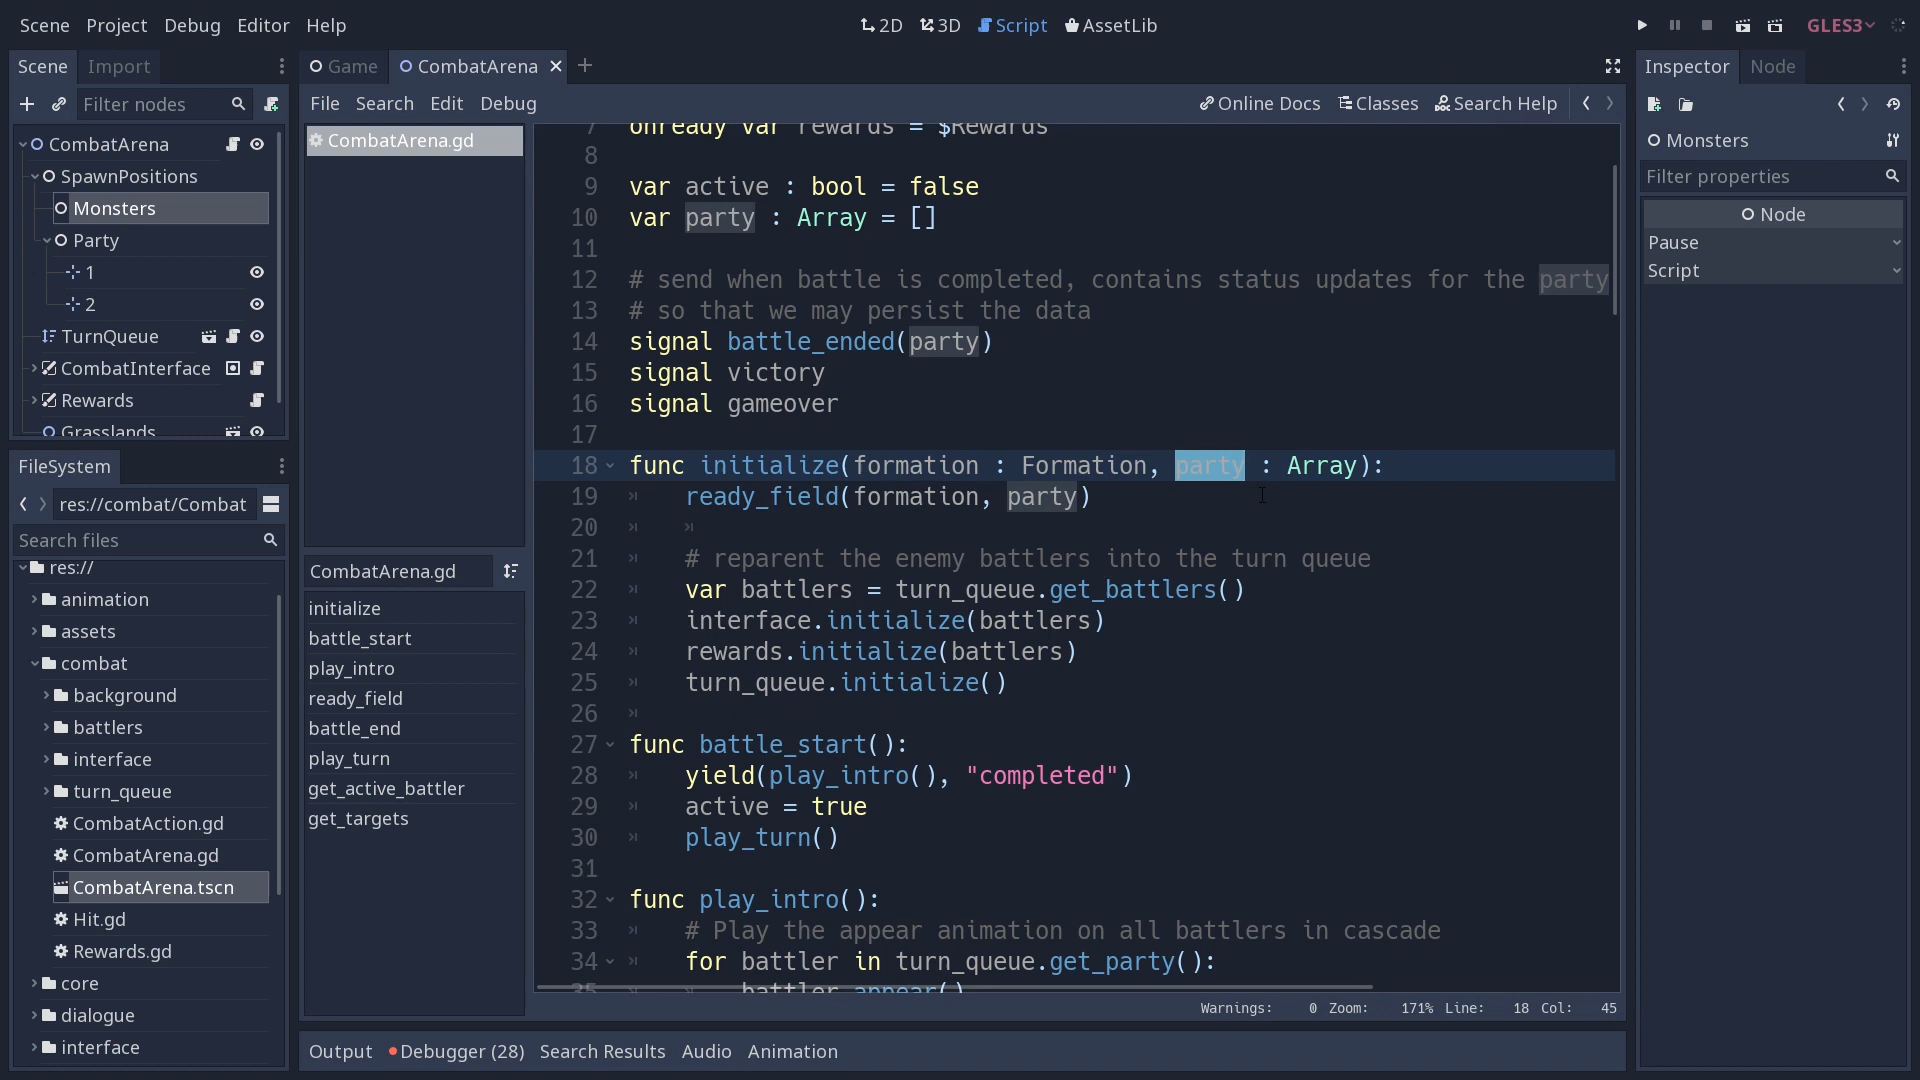 Scene Project Debug Editor Help
2D 3D Script AssetLib
GLES3
Scene Import
Filter nodes
CombatArena
SpawnPositions
Monsters
Party
1
2
TurnQueue
CombatInterface
Rewards
Grasslands
FileSystem
res://combat/Combat
Search files
res://
animation
assets
combat
background
battlers
interface
turn_queue
CombatAction.gd
CombatArena.gd
CombatArena.tscn
Hit.gd
Rewards.gd
core
dialogue
interface
Game CombatArena
File Search Edit Debug
Online Docs Classes Search Help
CombatArena.gd
CombatArena.gd
initialize
battle_start
play_intro
ready_field
battle_end
play_turn
get_active_battler
get_targets
7 onready var rewards = $Rewards
8
9 var active : bool = false
10 var party : Array = []
11
12 # send when battle is completed, contains status updates for the party
13 # so that we may persist the data
14 signal battle_ended(party)
15 signal victory
16 signal gameover
17
18 func initialize(formation : Formation, party : Array):
19 ready_field(formation, party)
20
21 # reparent the enemy battlers into the turn queue
22 var battlers = turn_queue.get_battlers()
23 interface.initialize(battlers)
24 rewards.initialize(battlers)
25 turn_queue.initialize()
26
27 func battle_start():
28 yield(play_intro(), "completed")
29 active = true
30 play_turn()
31
32 func play_intro():
33 # Play the appear animation on all battlers in cascade
34 for battler in turn_queue.get_party():
35 battler.appear()
Warnings: 0 Zoom: 171% Line: 18 Col: 45
Output Debugger (28) Search Results Audio Animation
Inspector Node
Monsters
Filter properties
Node
Pause
Script